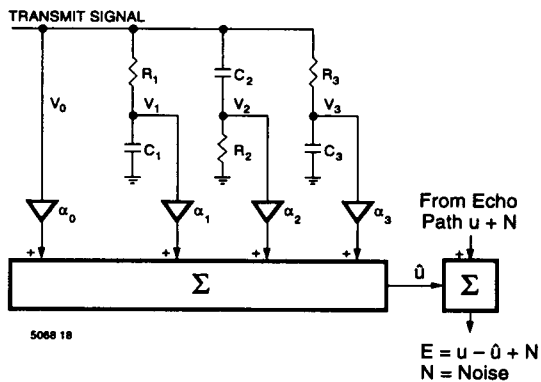 TRANSMIT SIGNAL
R1
C2
R3
V0
V1
V2
V3
C1
R2
C3
α0
α1
α2
α3
From Echo
Path u + N
+
+
+
+
+
Σ
û
Σ
5068 18
E = u – û + N
N = Noise